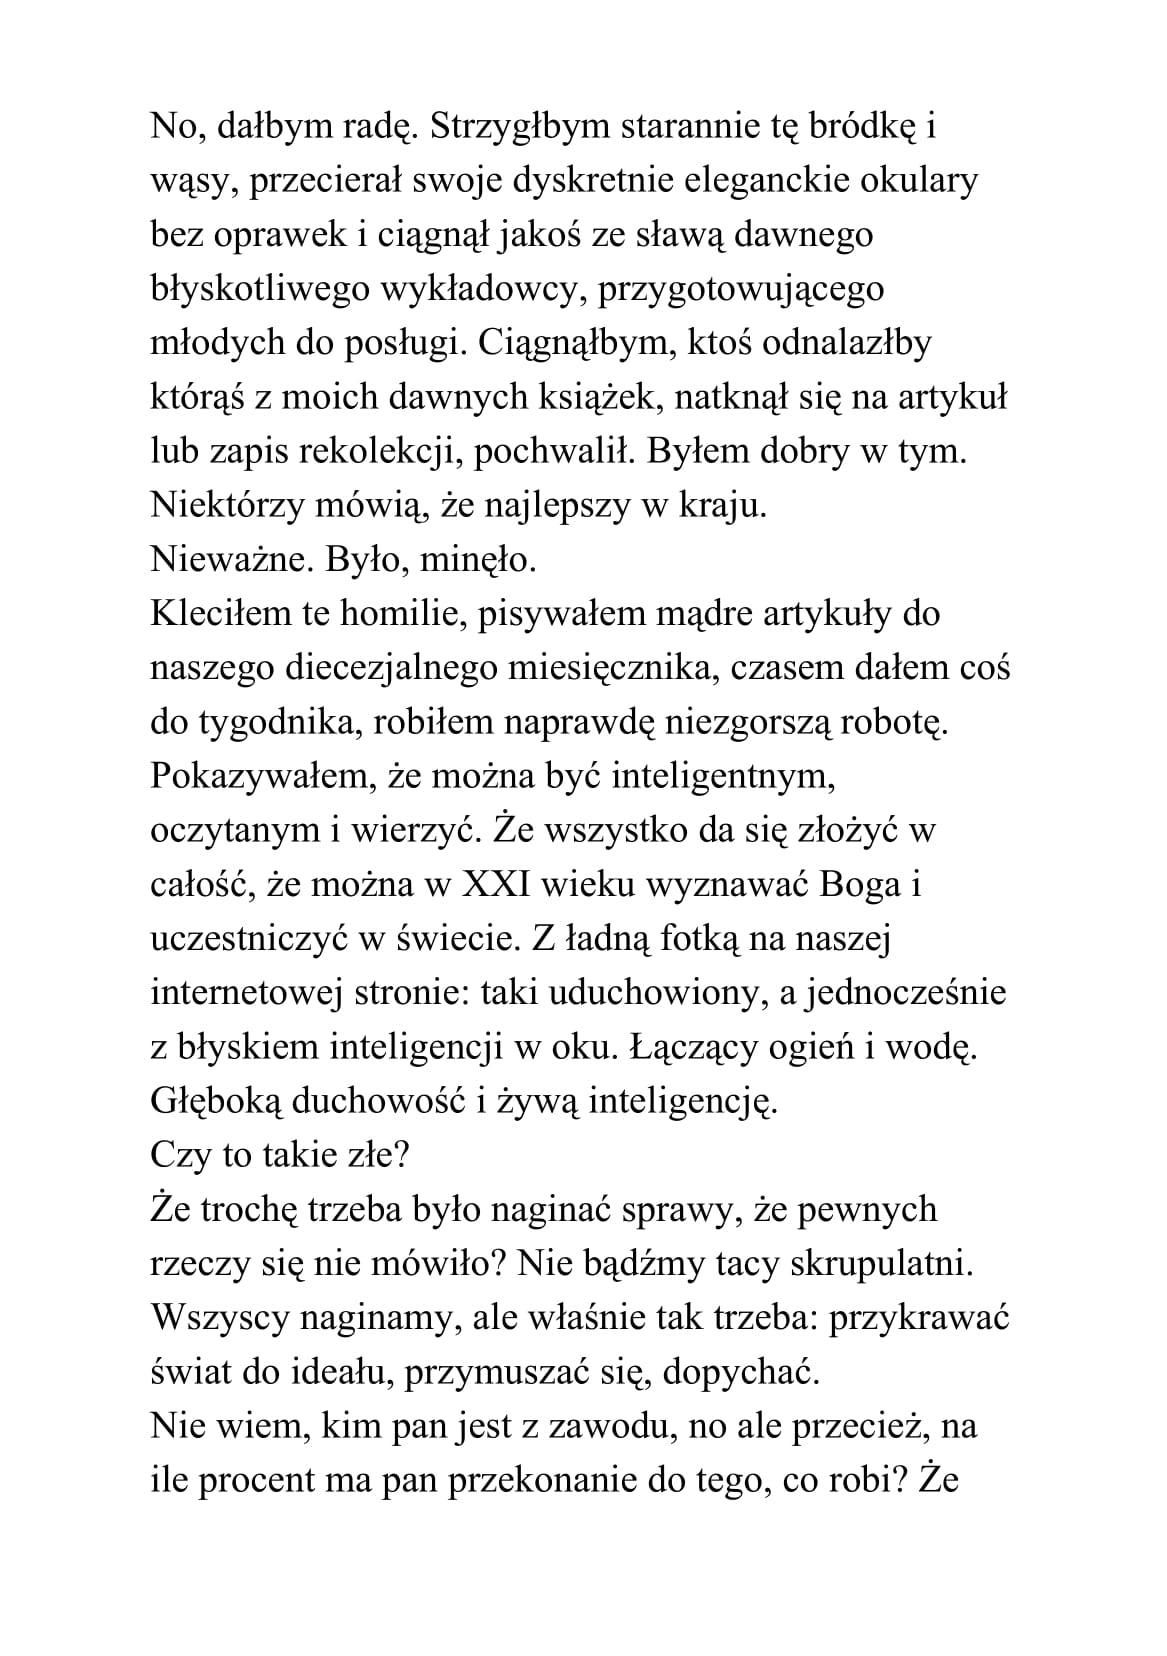 No, dałbym radę. Strzygłbym starannie tę bródkę i
wąsy, przecierał swoje dyskretnie eleganckie okulary
bez oprawek i ciągnął jakoś ze sławą dawnego
błyskotliwego wykładowcy, przygotowującego
młodych do posługi. Ciągnąłbym, ktoś odnalazłby
którąś z moich dawnych książek, natknął się na artykuł
lub zapis rekolekcji, pochwalił. Byłem dobry w tym.
Niektórzy mówią, że najlepszy w kraju.
Nieważne. Było, minęło.
Kleciłem te homilie, pisywałem mądre artykuły do
naszego diecezjalnego miesięcznika, czasem dałem coś
do tygodnika, robiłem naprawdę niezgorszą robotę.
Pokazywałem, że można być inteligentnym,
oczytanym i wierzyć. Że wszystko da się złożyć w
całość, że można w XXI wieku wyznawać Boga i
uczestniczyć w świecie. Z ładną fotką na naszej
internetowej stronie: taki uduchowiony, a jednocześnie
z błyskiem inteligencji w oku. Łączący ogień i wodę.
Głęboką duchowość i żywą inteligencję.
Czy to takie złe?
Że trochę trzeba było naginać sprawy, że pewnych
rzeczy się nie mówiło? Nie bądźmy tacy skrupulatni.
Wszyscy naginamy, ale właśnie tak trzeba: przykrawać
świat do ideału, przymuszać się, dopychać.
Nie wiem, kim pan jest z zawodu, no ale przecież, na
ile procent ma pan przekonanie do tego, co robi? Że